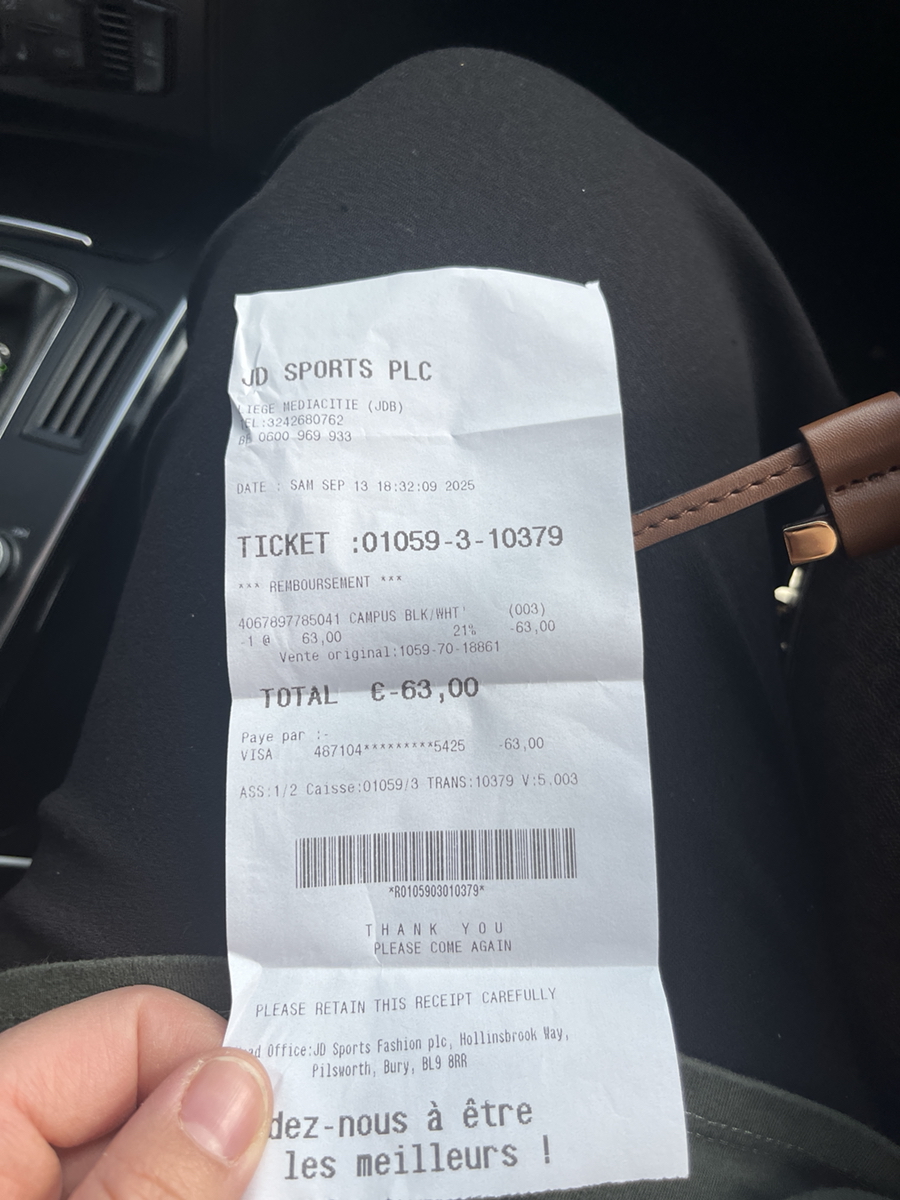 JD SPORTS PLC
LIEGE MEDIACITIE (JDB)
TEL:3242680762
BE 0600 969 933
DATE : SAM SEP 13 18:32:09 2025
TICKET :01059-3-10379
*** REMBOURSEMENT ***
4067897785041 CAMPUS BLK/WHT' (003)
-1 @ 63,00 21% -63,00
Vente original:1059-70-18861
TOTAL €-63,00
Paye par :-
VISA 487104*********5425 -63,00
ASS:1/2 Caisse:01059/3 TRANS:10379 V:5.003
*R0105903010379*
THANK YOU
PLEASE COME AGAIN
PLEASE RETAIN THIS RECEIPT CAREFULLY
Office:JD Sports Fashion plc, Hollinsbrook Way,
Pilsworth, Bury, BL9 8RR
dez-nous à être
les meilleurs !